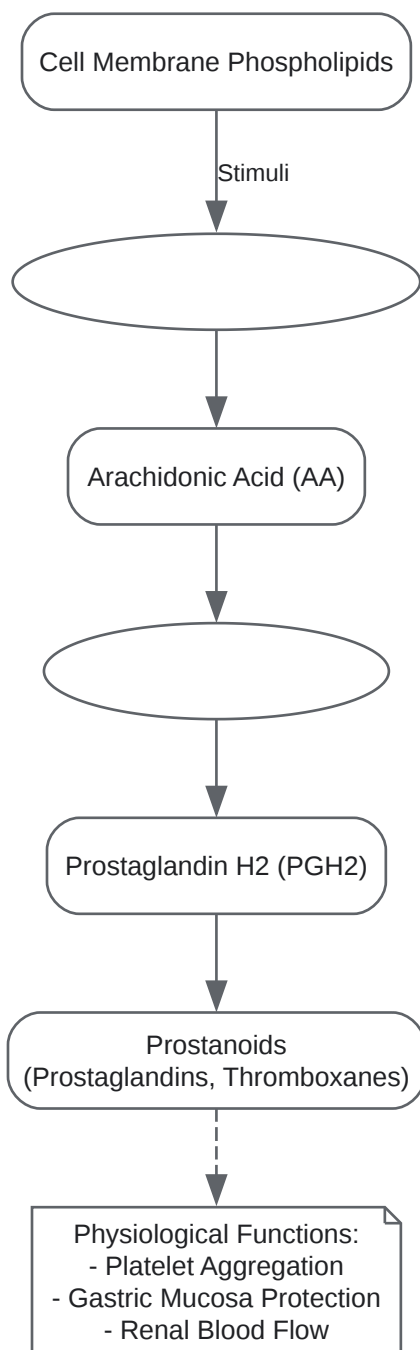 Cell Membrane Phospholipids
Stimuli
Arachidonic Acid (AA)
Prostaglandin H2 (PGH2)
Prostanoids
(Prostaglandins, Thromboxanes)
Physiological Functions:
- Platelet Aggregation
- Gastric Mucosa Protection
- Renal Blood Flow